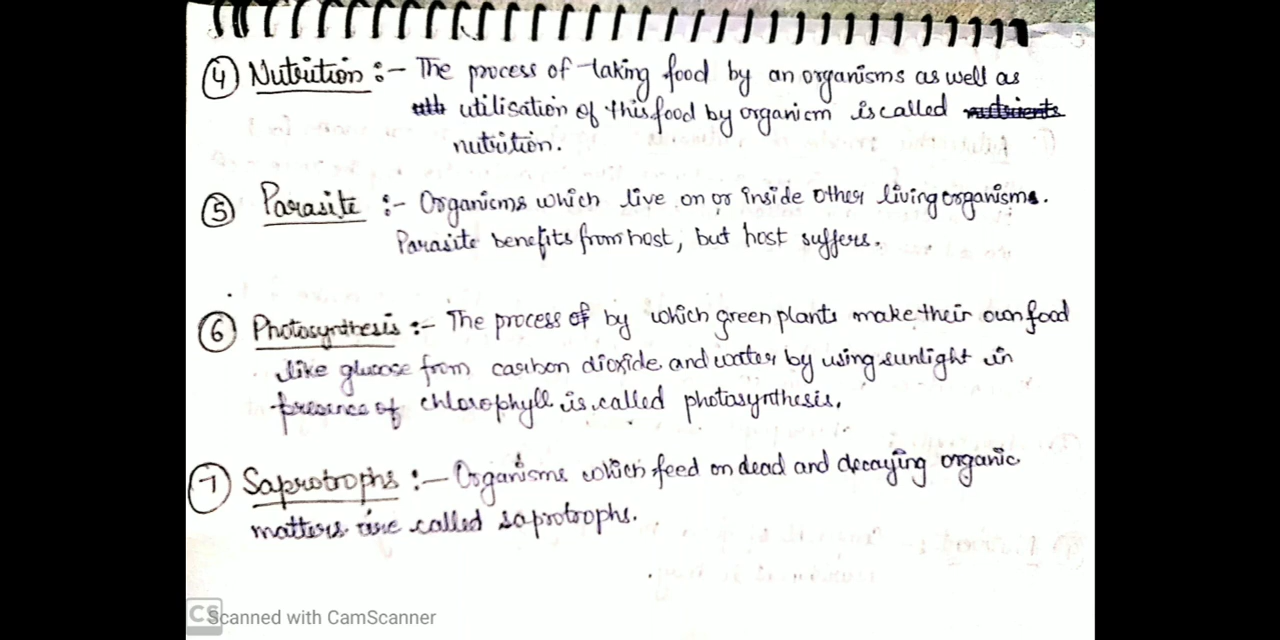 ④ Nutrition :- The process of taking food by an organisms as well as
utilisation of this food by organism is called nutrients
nutrition.
⑤ Parasite :- Organisms which live on or inside other living organisms.
Parasite benefits from host, but host suffers.
⑥ Photosynthesis :- The process of by which green plants make their own food
like glucose from carbon dioxide and water by using sunlight in
presence of chlorophyll is called photosynthesis.
⑦ Saprotrophs :- Organisms which feed on dead and decaying organic
matters are called saprotrophs.
CS Scanned with CamScanner